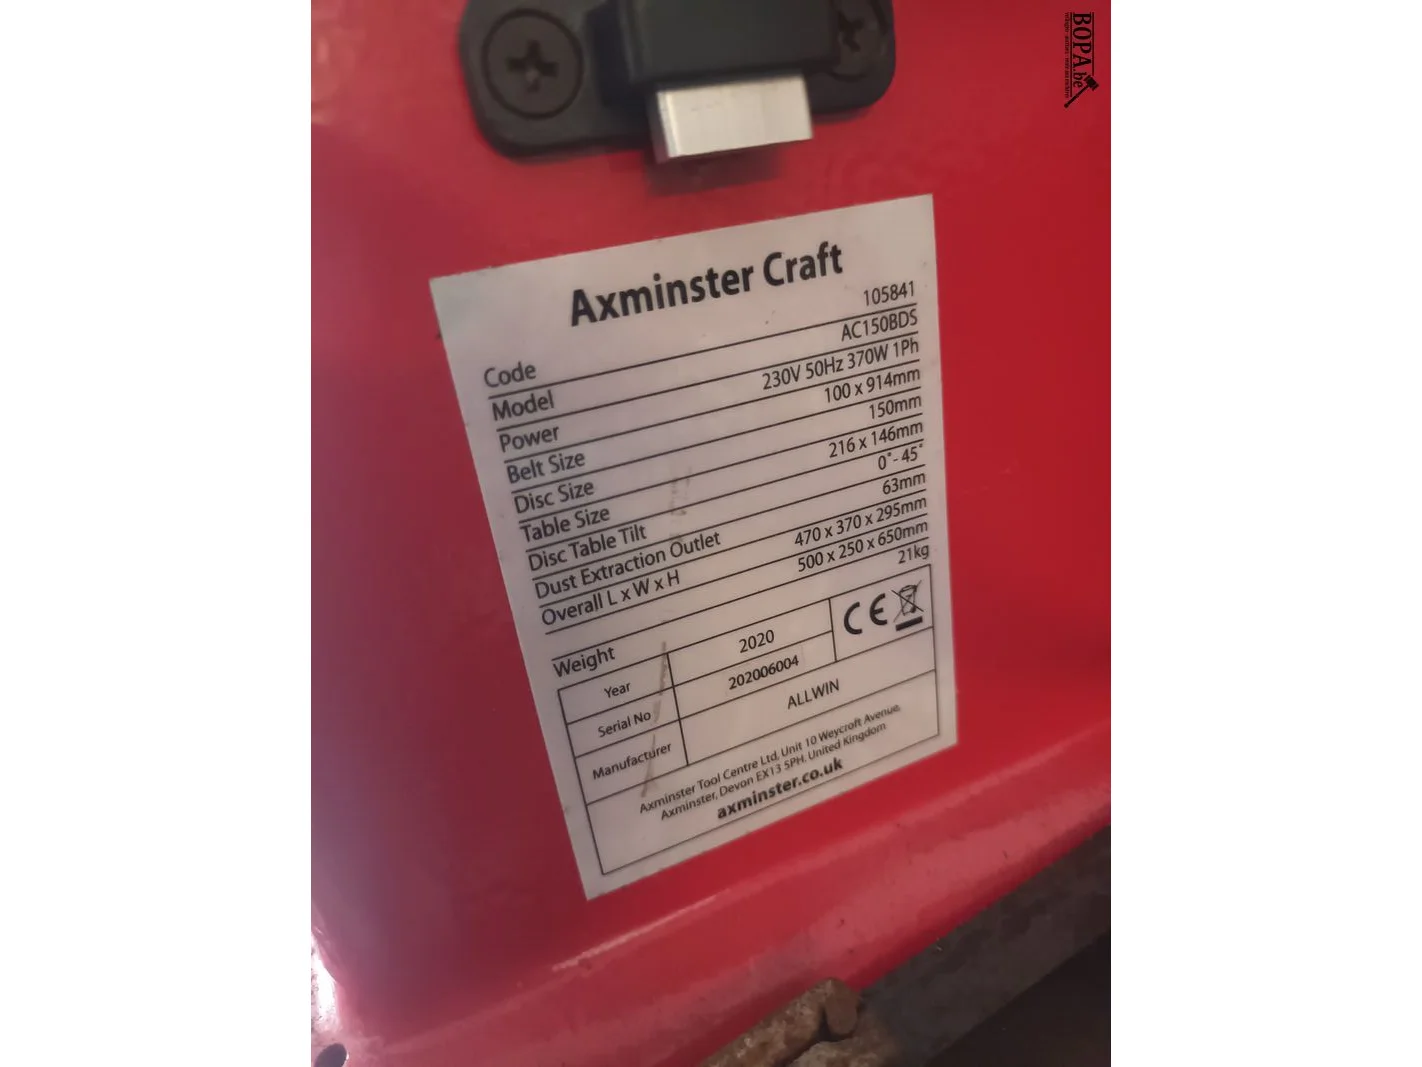 BOPA.be
Axminster Craft
Code 105841
Model AC150BDS
Power 230V 50Hz 370W 1Ph
Belt Size 100 x 914mm
Disc Size 150mm
Table Size 216 x 146mm
Disc Table Tilt 0°- 45°
Dust Extraction Outlet 63mm
Overall L x W x H 470 x 370 x 295mm
500 x 250 x 650mm
Weight 21kg
Year 2020 CE
Serial No 202006004
Manufacturer ALLWIN
Axminster Tool Centre Ltd, Unit 10 Weycroft Avenue,
Axminster, Devon EX13 5PH, United Kingdom
axminster.co.uk